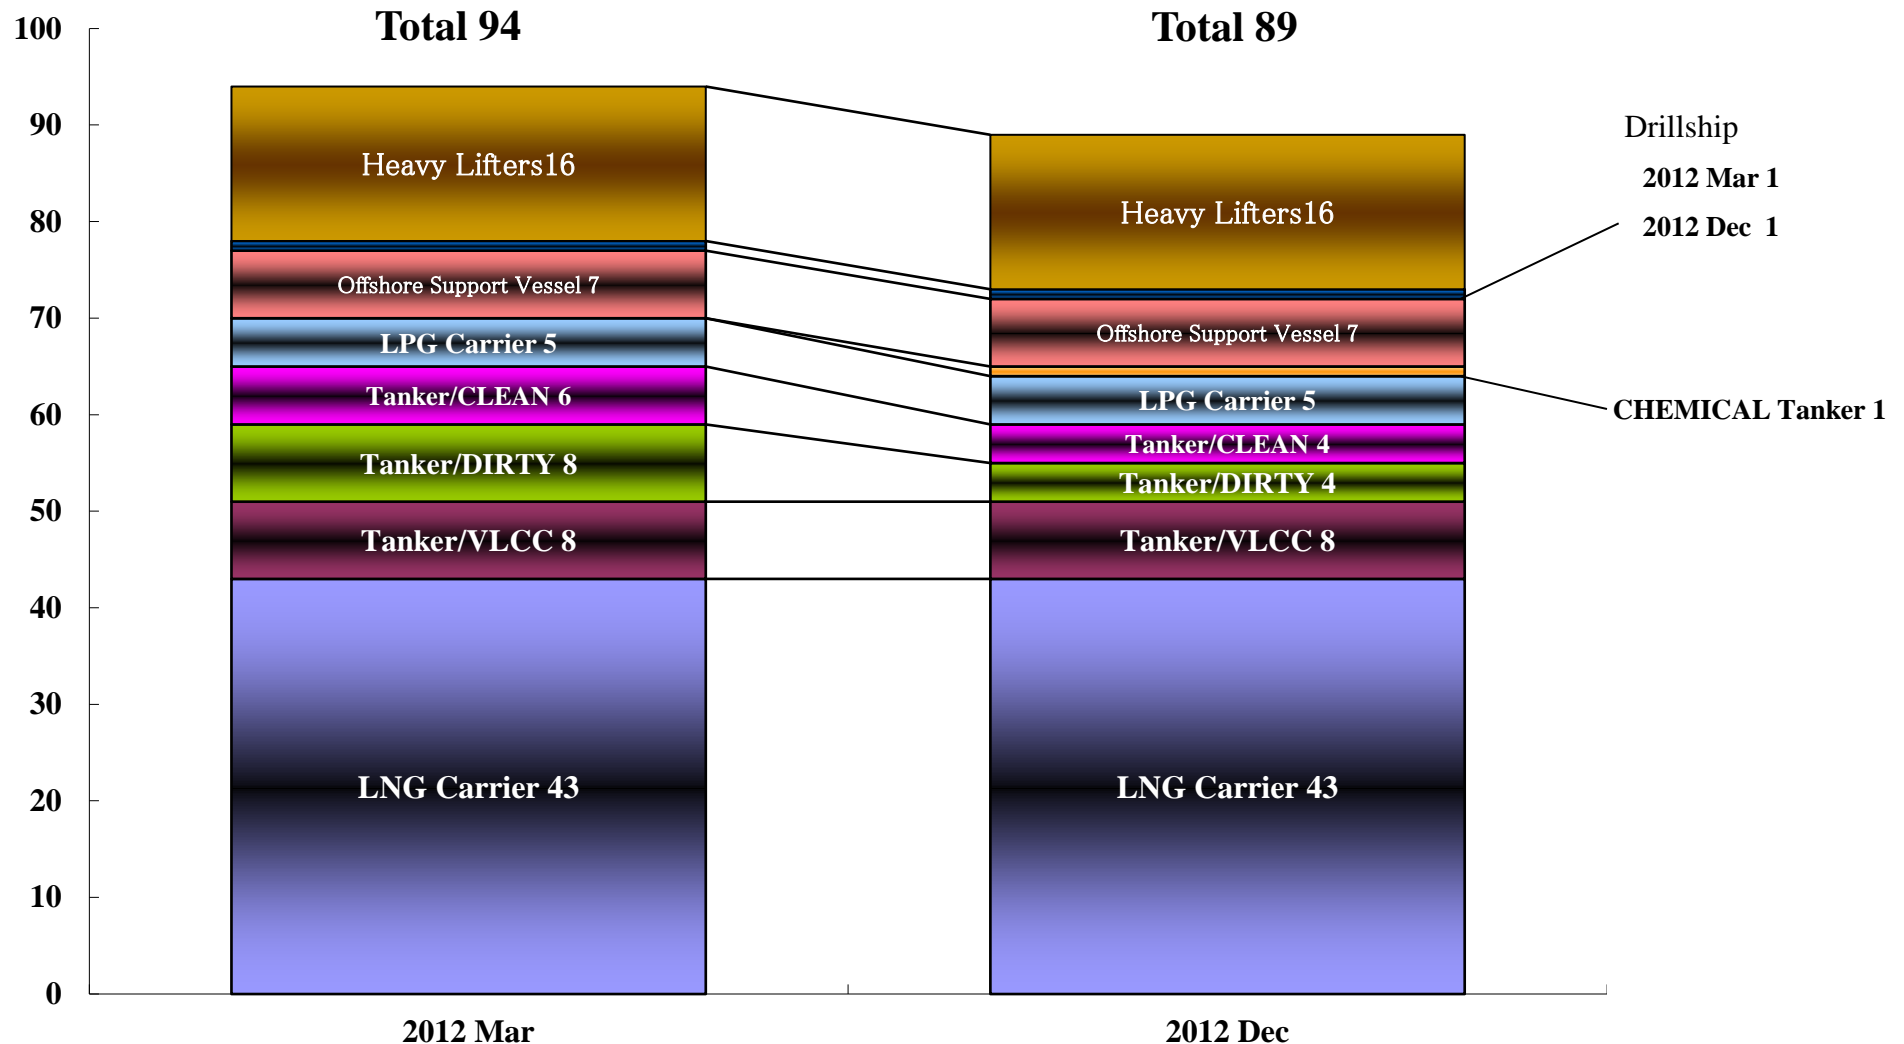 Total 94
Total 89
100
90
80
70
60
50
40
30
20
10
0
Heavy Lifters16
Offshore Support Vessel 7
LPG Carrier 5
Tanker/CLEAN 6
Tanker/DIRTY 8
Tanker/VLCC 8
LNG Carrier 43
Heavy Lifters16
Offshore Support Vessel 7
LPG Carrier 5
Tanker/CLEAN 4
Tanker/DIRTY 4
Tanker/VLCC 8
LNG Carrier 43
Drillship
2012 Mar 1
2012 Dec 1
CHEMICAL Tanker 1
2012 Mar
2012 Dec